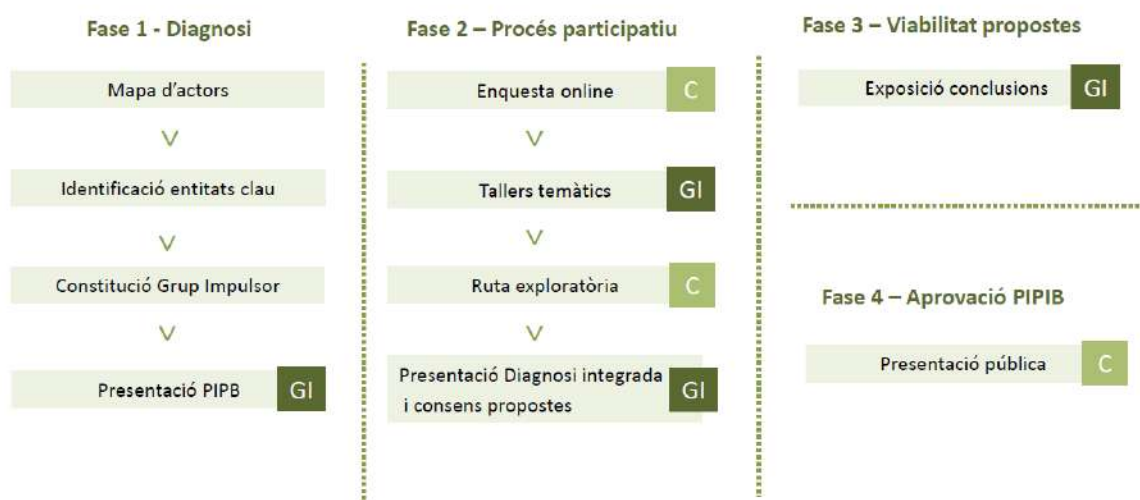 Fase 1 - Diagnosi
Mapa d'actors
V
Identificació entitats clau
V
Constitució Grup Impulsor
V
Presentació PIPB GI
Fase 2 – Procés participatiu
Enquesta online C
V
Tallers temàtics GI
V
Ruta exploratòria C
V
Presentació Diagnosi integrada
i consens propostes GI
Fase 3 – Viabilitat propostes
Exposició conclusions GI
Fase 4 – Aprovació PIPIB
Presentació pública C